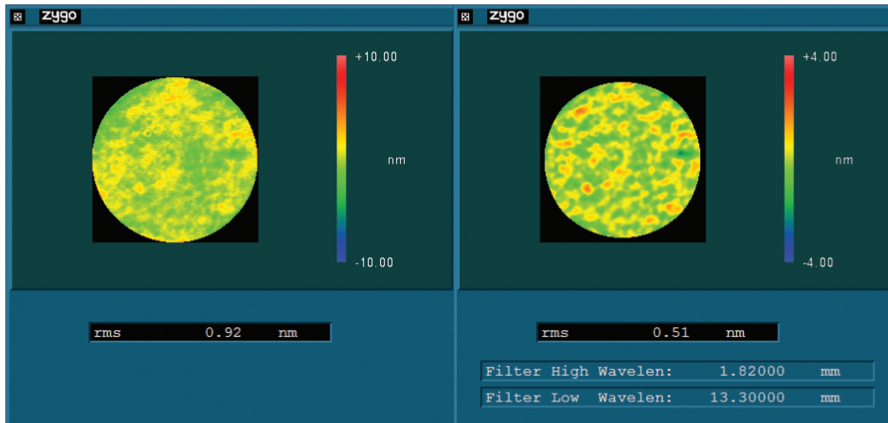 zygo
+10.00
nm
-10.00
rms 0.92 nm
zygo
+4.00
nm
-4.00
rms 0.51 nm
Filter High Wavelen: 1.82000 mm
Filter Low Wavelen: 13.30000 mm